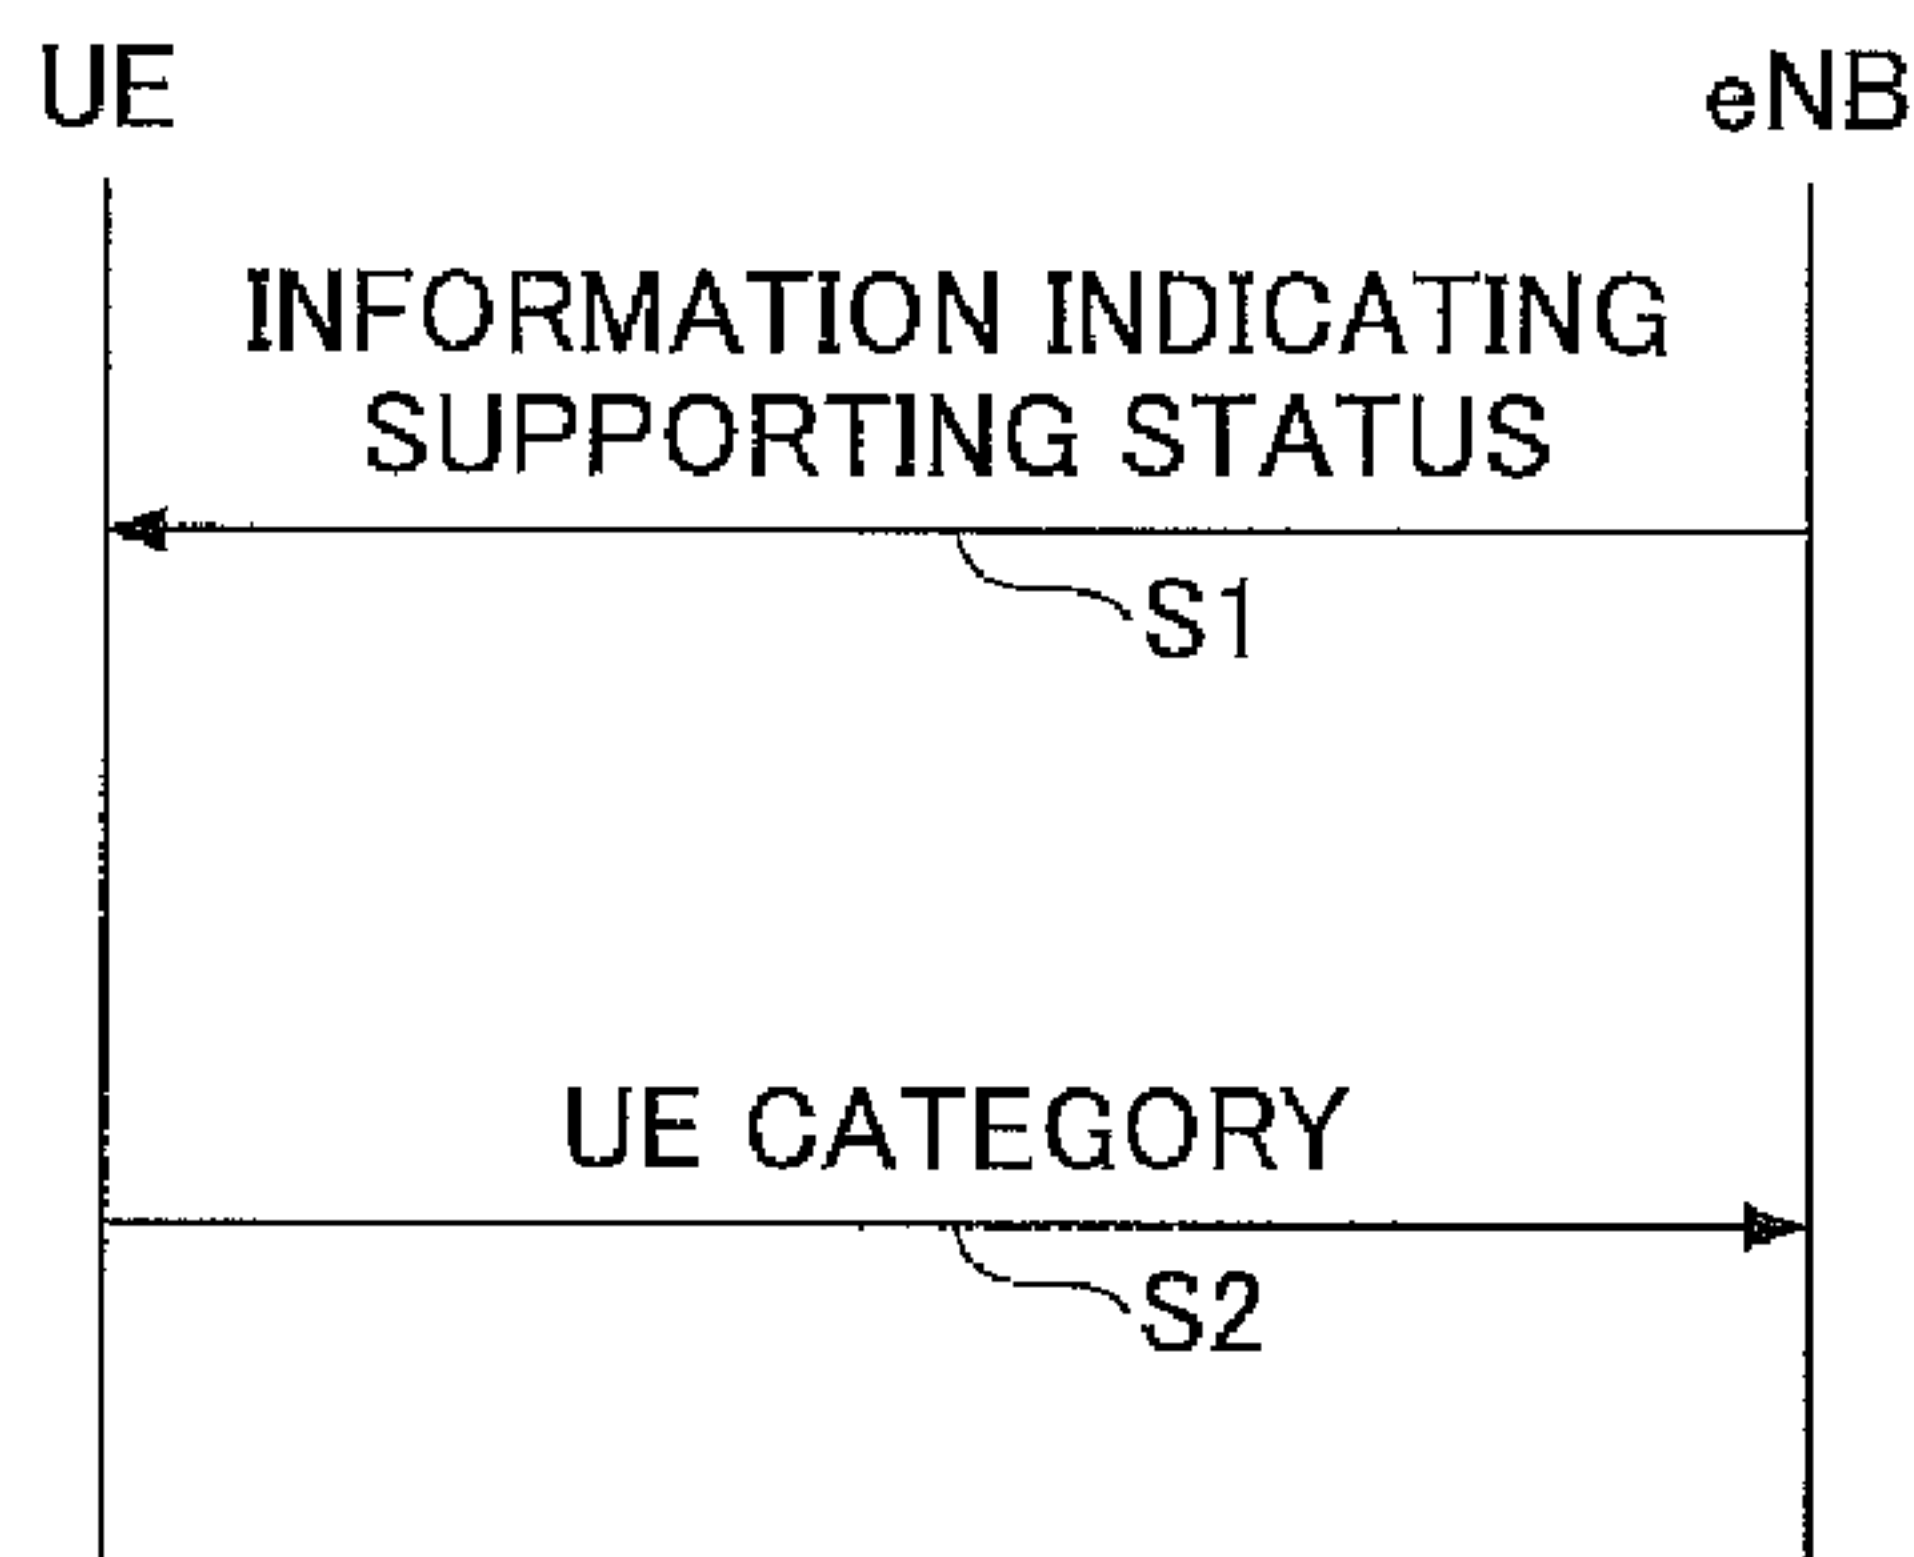 UE eNB
INFORMATION INDICATING
SUPPORTING STATUS
S1
UE CATEGORY
S2